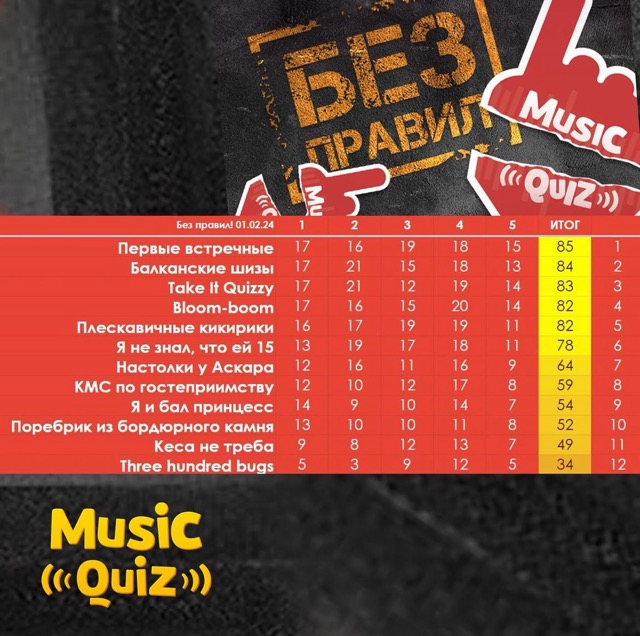 БЕЗ
ПРАВИЛ
Music
Quiz
Music
Без правил! 01.02.24 1 2 3 4 5 ИТОГ
Первые встречные 17 16 19 18 15 85 1
Балканские шизы 17 21 15 18 13 84 2
Take It Quizzy 17 21 12 19 14 83 3
Bloom-boom 17 16 15 20 14 82 4
Плескавичные кикирики 16 17 19 19 11 82 5
Я не знал, что ей 15 13 19 17 18 11 78 6
Настолки у Аскара 12 16 11 16 9 64 7
КМС по гостеприимству 12 10 12 17 8 59 8
Я и бал принцесс 14 9 10 14 7 54 9
Поребрик из бордюрного камня 13 10 10 11 8 52 10
Кеса не треба 9 8 12 13 7 49 11
Three hundred bugs 5 3 9 12 5 34 12
Music
Quiz